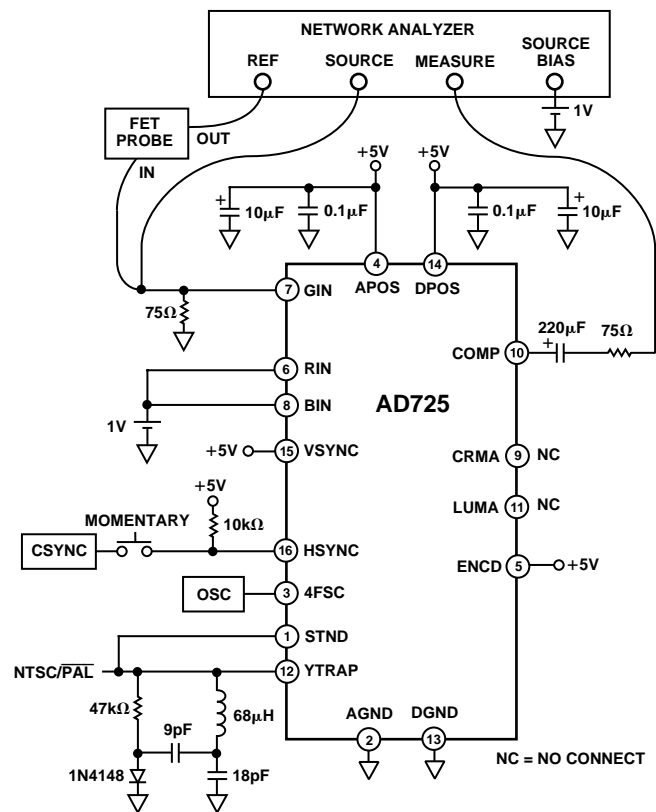 NETWORK ANALYZER
REF
SOURCE
MEASURE
SOURCE
BIAS
1V
FET
PROBE
OUT
IN
+5V
+5V
+
10µF
0.1µF
0.1µF
+
10µF
4
APOS
14
DPOS
7
GIN
75Ω
220µF
+
75Ω
COMP
10
6
RIN
8
BIN
AD725
1V
+5V
15
VSYNC
CRMA
9
NC
+5V
10kΩ
LUMA
11
NC
MOMENTARY
CSYNC
16
HSYNC
ENCD
5
+5V
OSC
3
4FSC
1
STND
NTSC/P̅A̅L̅
12
YTRAP
47kΩ
68µH
9pF
AGND
2
DGND
13
NC = NO CONNECT
1N4148
18pF